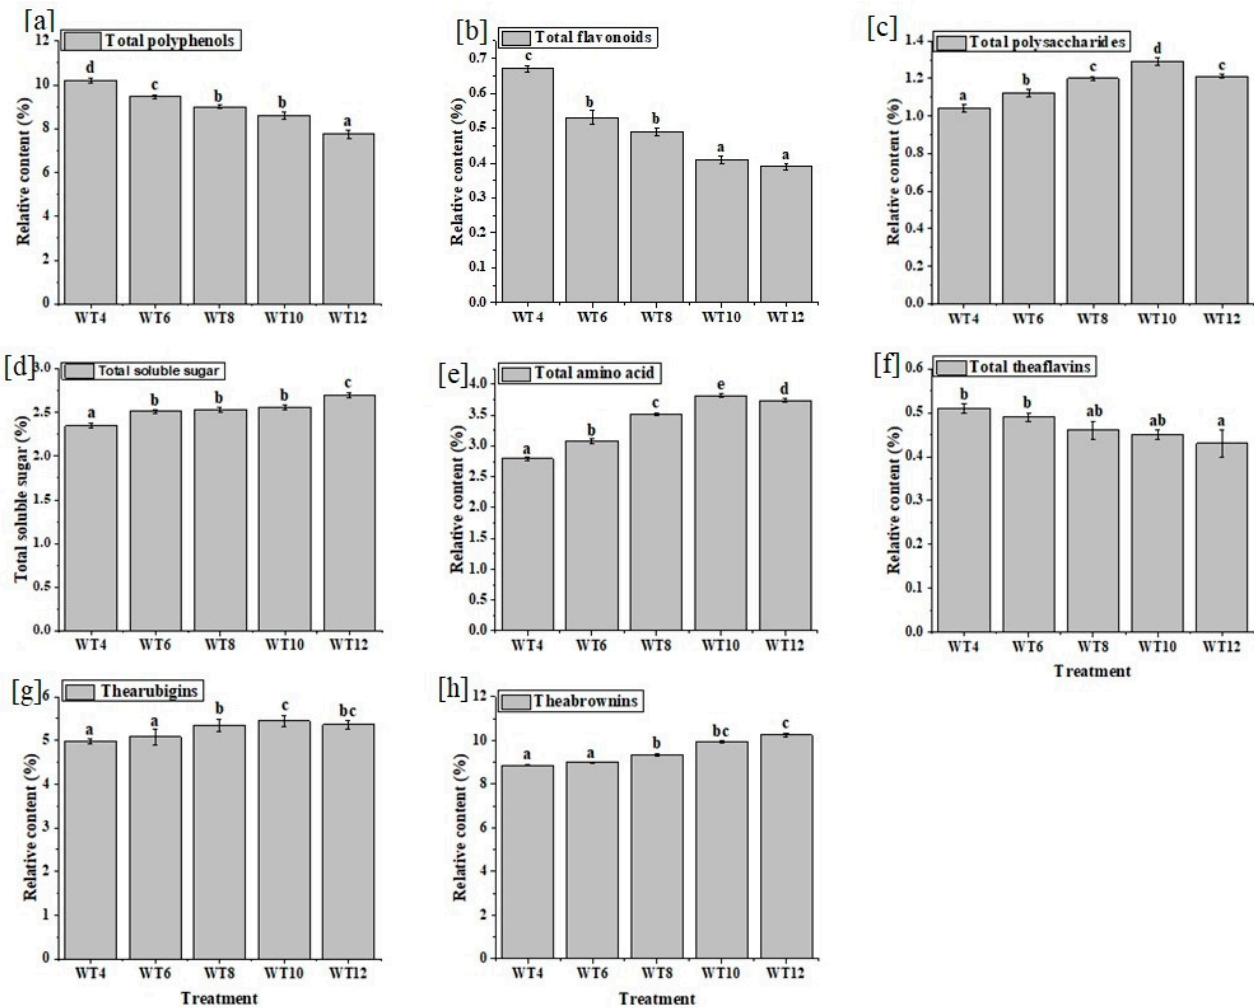 [a]
Total polyphenols
Relative content (%)
12
10
8
6
4
2
0
d
c
b
b
a
WT4 WT6 WT8 WT10 WT12
[b]
Total flavonoids
Relative content (%)
0.7
0.6
0.5
0.4
0.3
0.2
0.1
0.0
c
b
b
a
a
WT4 WT6 WT8 WT10 WT12
[c]
Total polysaccharides
Relative content (%)
1.4
1.2
1.0
0.8
0.6
0.4
0.2
0.0
a
b
c
d
c
WT4 WT6 WT8 WT10 WT12
[d]
Total soluble sugar
Total soluble sugar (%)
3.0
2.5
2.0
1.5
1.0
0.5
0.0
a
b
b
b
c
WT4 WT6 WT8 WT10 WT12
[e]
Total amino acid
Relative content (%)
4.0
3.5
3.0
2.5
2.0
1.5
1.0
0.5
0.0
a
b
c
e
d
WT4 WT6 WT8 WT10 WT12
[f]
Total theaflavins
Relative content (%)
0.6
0.5
0.4
0.3
0.2
0.1
0.0
b
b
ab
ab
a
WT4 WT6 WT8 WT10 WT12
Treatment
[g]
Thearubigins
Relative content (%)
6
5
4
3
2
1
0
a
a
b
c
bc
WT4 WT6 WT8 WT10 WT12
Treatment
[h]
Theabrownins
Relative content (%)
12
10
8
6
4
2
0
a
a
b
bc
c
WT4 WT6 WT8 WT10 WT12
Treatment